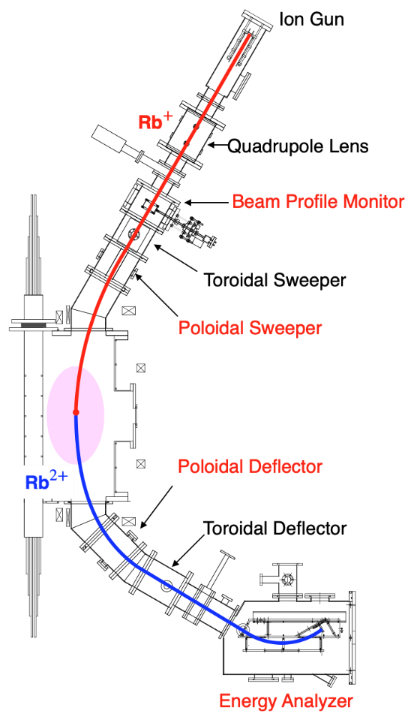 Ion Gun
Rb+
Quadrupole Lens
Beam Profile Monitor
Toroidal Sweeper
Poloidal Sweeper
Rb2+
Poloidal Deflector
Toroidal Deflector
Energy Analyzer